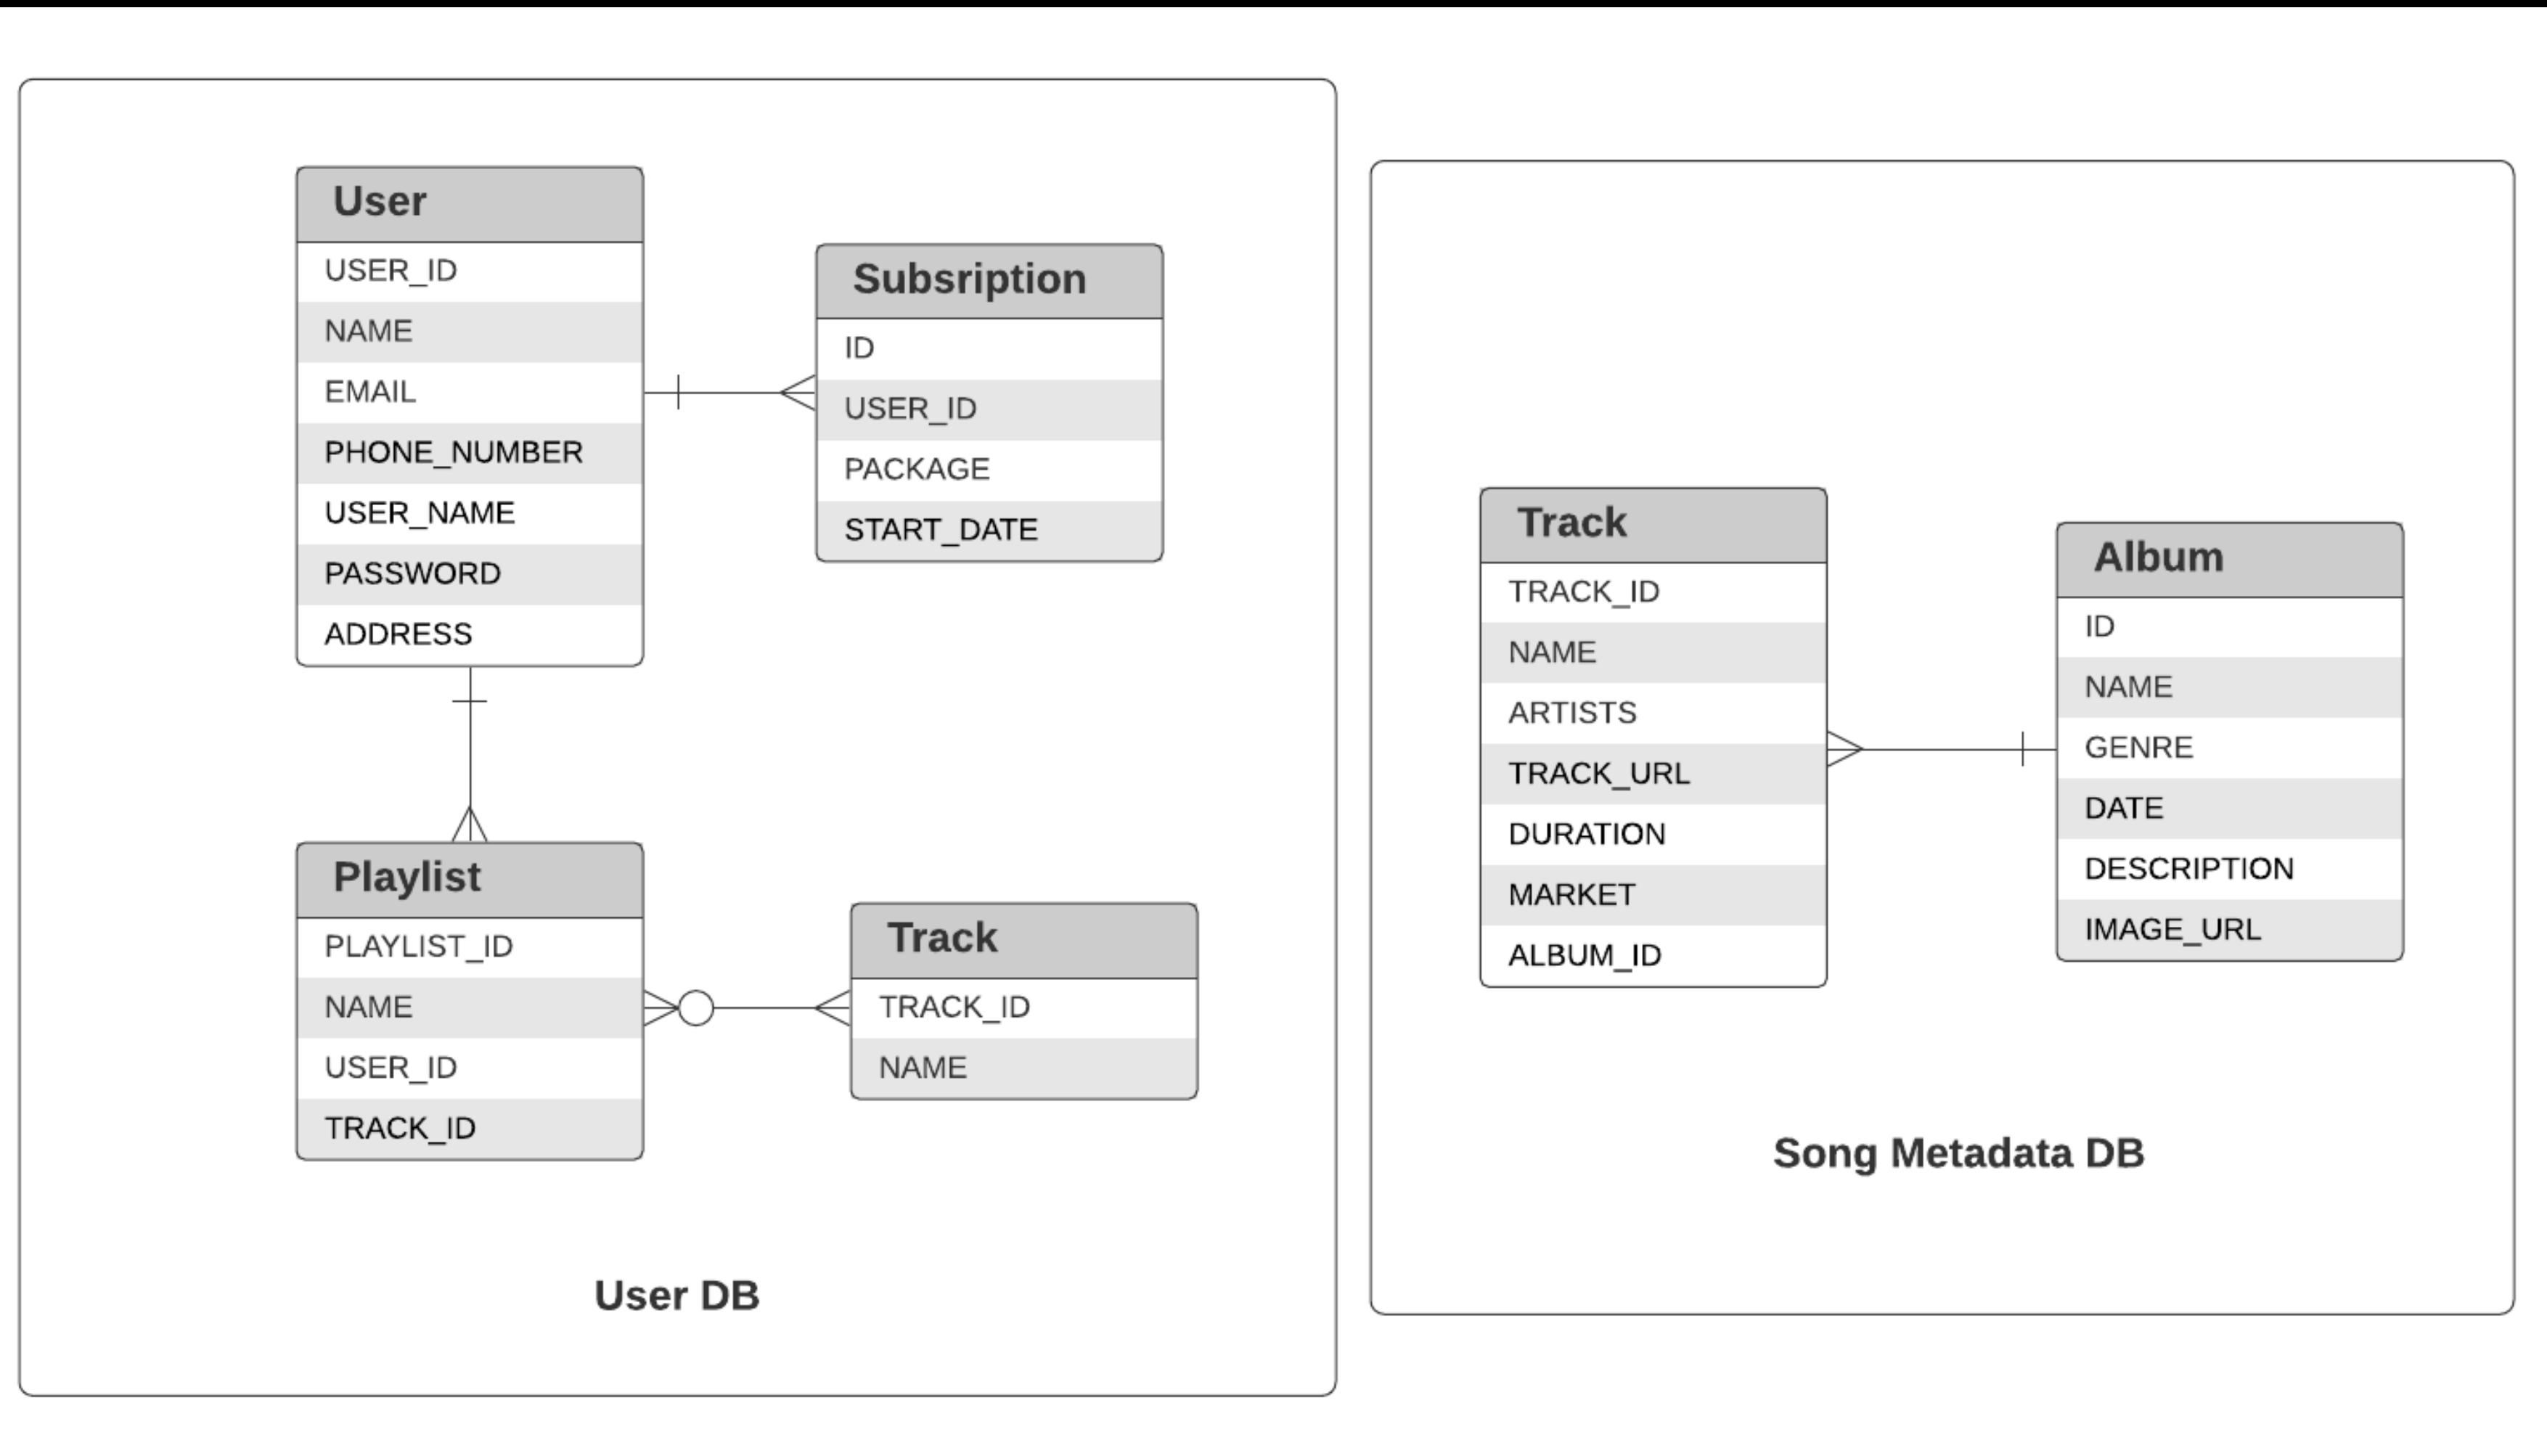 User
USER_ID
NAME
EMAIL
PHONE_NUMBER
USER_NAME
PASSWORD
ADDRESS
Subsription
ID
USER_ID
PACKAGE
START_DATE
Playlist
PLAYLIST_ID
NAME
USER_ID
TRACK_ID
Track
TRACK_ID
NAME
User DB
Track
TRACK_ID
NAME
ARTISTS
TRACK_URL
DURATION
MARKET
ALBUM_ID
Album
ID
NAME
GENRE
DATE
DESCRIPTION
IMAGE_URL
Song Metadata DB